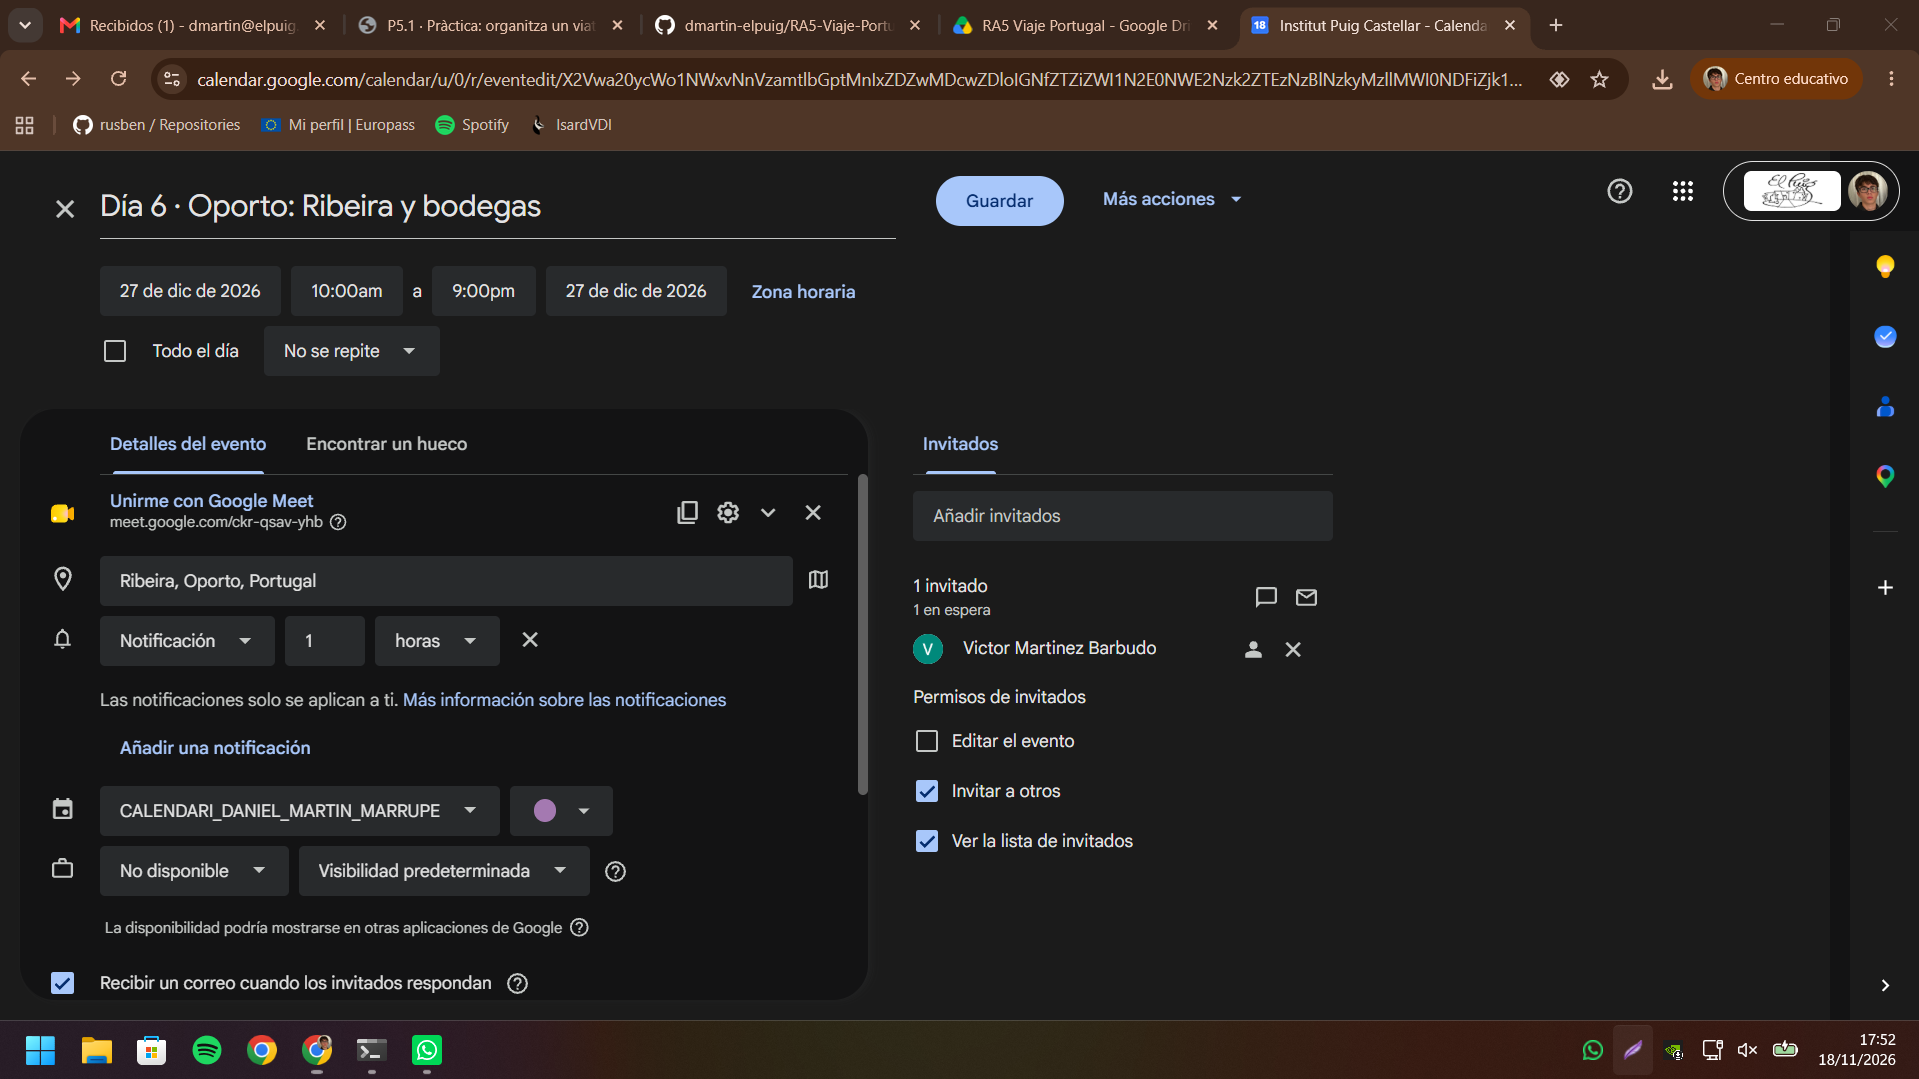 Recibidos (1) - dmartin@elpuig.
P5.1 · Pràctica: organitza un viat
dmartin-elpuig/RA5-Viaje-Portu
RA5 Viaje Portugal - Google Dri
18
Institut Puig Castellar - Calenda
calendar.google.com/calendar/u/0/r/eventedit/
Centro educativo
rusben / Repositories
Mi perfil | Europass
Spotify
IsardVDI
Día 6 · Oporto: Ribeira y bodegas
Guardar
Más acciones
El Puig
27 de dic de 2026
10:00am
a
9:00pm
27 de dic de 2026
Zona horaria
Todo el día
No se repite
Detalles del evento
Encontrar un hueco
Unirme con Google Meet
meet.google.com/ckr-qsav-yhb
Ribeira, Oporto, Portugal
Notificación
1
horas
Las notificaciones solo se aplican a ti. Más información sobre las notificaciones
Añadir una notificación
CALENDARI_DANIEL_MARTIN_MARRUPE
No disponible
Visibilidad predeterminada
La disponibilidad podría mostrarse en otras aplicaciones de Google
Recibir un correo cuando los invitados respondan
Invitados
Añadir invitados
1 invitado
1 en espera
V
Victor Martinez Barbudo
Permisos de invitados
Editar el evento
Invitar a otros
Ver la lista de invitados
17:52
18/11/2026